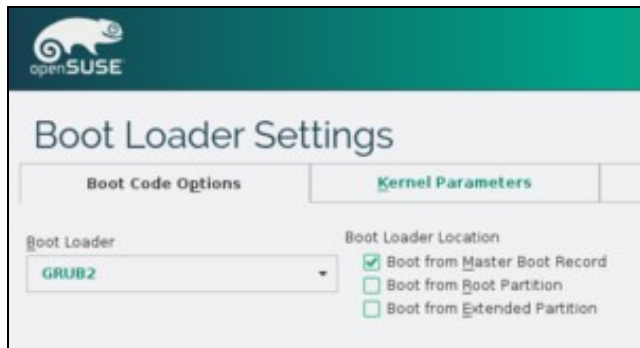 openSUSE
Boot Loader Settings
Boot Code Options
Kernel Parameters
Boot Loader
GRUB2
Boot Loader Location
Boot from Master Boot Record
Boot from Root Partition
Boot from Extended Partition